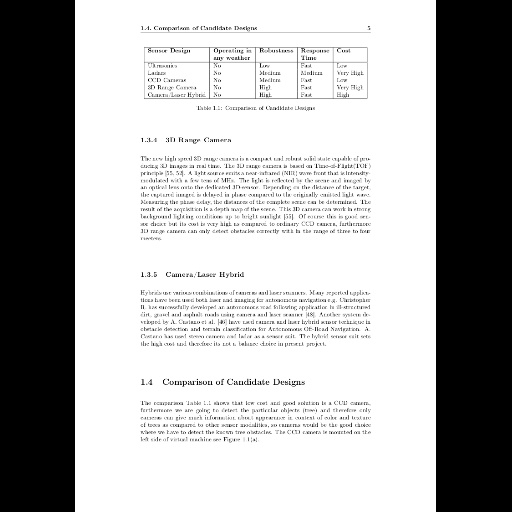 1.4. Comparison of Candidate Designs 5
Sensor Design Operating in any weather Robustness Response Time Cost
Ultrasonics No Low Fast Low
Ladars No Medium Medium Very High
CCD Cameras No Medium Fast Low
3D Range Camera No High Fast Very High
Camera/Laser Hybrid No High Fast High
Table 1.1: Comparison of Candidate Designs
1.3.4 3D Range Camera
The new high speed 3D range camera is a compact and robust solid state capable of pro-
ducing 3D images in real time. The 3D range camera is based on Time-of-Flight(TOF)
principle [55, 52]. A light source emits a near-infrared (NIR) wave front that is intensity-
modulated with a few tens of MHz. The light is reflected by the scene and imaged by
an optical lens onto the dedicated 3D-sensor. Depending on the distance of the target,
the captured imaged is delayed in phase compared to the originally emitted light wave.
Measuring the phase delay, the distances of the complete scene can be determined. The
result of the acquisition is a depth map of the scene. This 3D camera can work in strong
background lighting conditions up to bright sunlight [55]. Of course this is good sen-
sor choice but its cost is very high as compared to ordinary CCD camera, furthermore
3D range camera can only detect obstacles correctly with in the range of three to four
meters.
1.3.5 Camera/Laser Hybrid
Hybrids use various combinations of cameras and laser scanners. Many reported applica-
tions have been used both laser and imaging for autonomous navigation e.g. Christopher
R. has successfully developed an autonomous road following application in ill-structured
dirt, gravel and asphalt roads using camera and laser scanner [48]. Another system de-
veloped by A. Castano et al. [46] have used camera and laser hybrid sensor technique in
obstacle detection and terrain classification for Autonomous Off-Road Navigation. A.
Castano has used stereo camera and ladar as a sensor suit. The hybrid sensor suit sets
the high cost and therefore its not a balance choice in present project.
1.4 Comparison of Candidate Designs
The comparison Table 1.1 shows that low cost and good solution is a CCD camera,
furthermore we are going to detect the particular objects (tree) and therefore only
cameras can give much information about appearance in context of color and texture
of trees as compared to other sensor modalities, so cameras would be the good choice
where we have to detect the known tree obstacles. The CCD camera is mounted on the
left side of virtual machine see Figure 1.1(a).